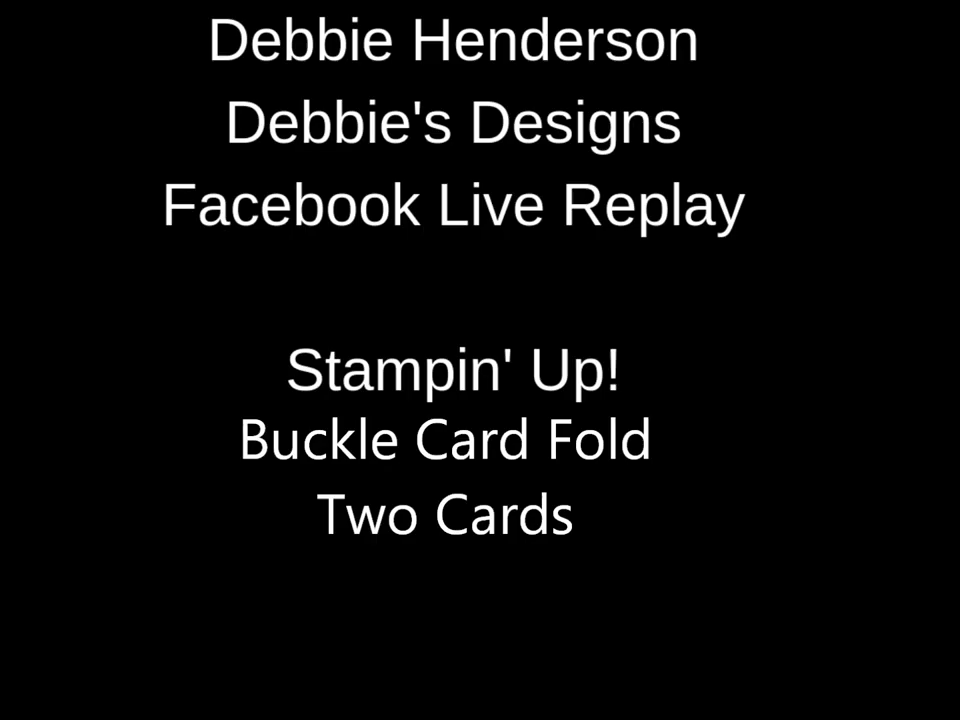 Debbie Henderson
Debbie's Designs
Facebook Live Replay
Stampin' Up!
Buckle Card Fold
Two Cards